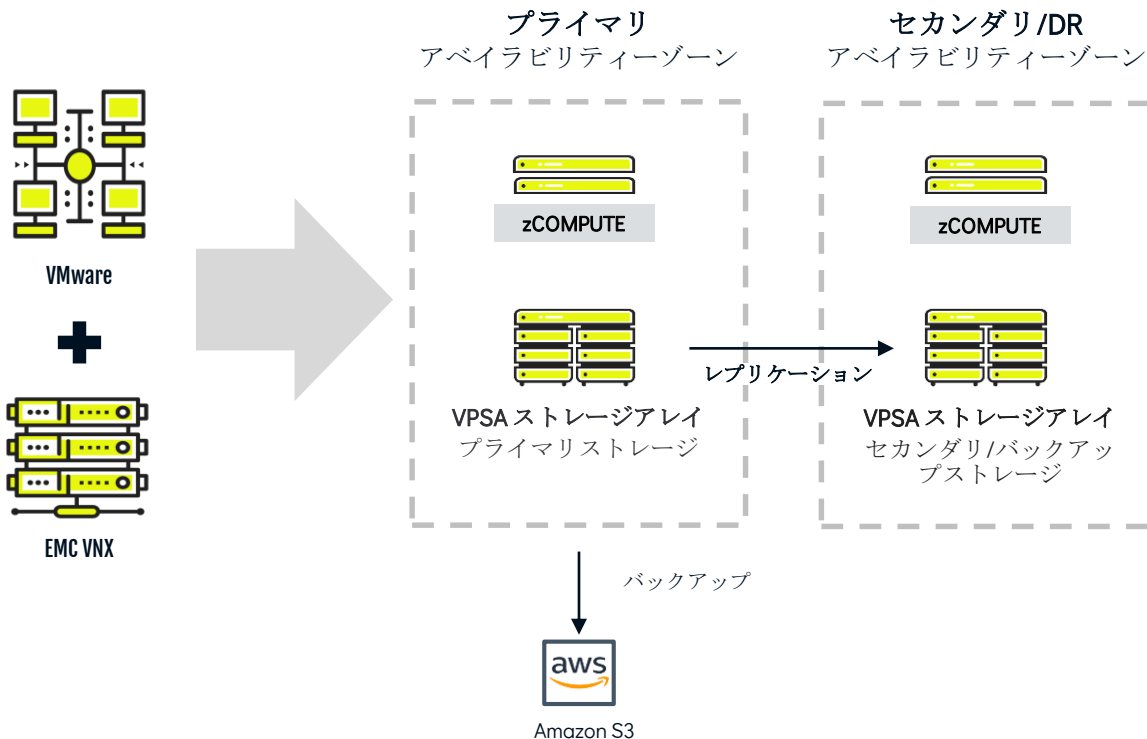 プライマリ
アベイラビリティーゾーン
セカンダリ/DR
アベイラビリティーゾーン
VMware
EMC VNX
zCOMPUTE
VPSA ストレージアレイ
プライマリストレージ
レプリケーション
zCOMPUTE
VPSA ストレージアレイ
セカンダリ/バックアッ
プストレージ
バックアップ
aws
Amazon S3